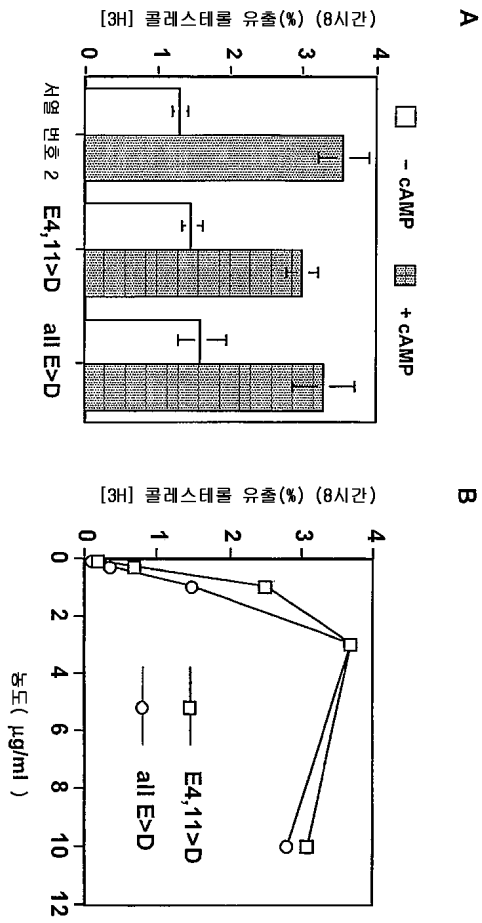 A
□ - cAMP
▦ + cAMP
[3H] 콜레스테롤 유출(%) (8시간)
4
3
2
1
0
서열 번호 2
E4,11>D
all E>D
B
[3H] 콜레스테롤 유출(%) (8시간)
4
3
2
1
0
E4,11>D
all E>D
0 2 4 6 8 10 12
농도( μg/ml )